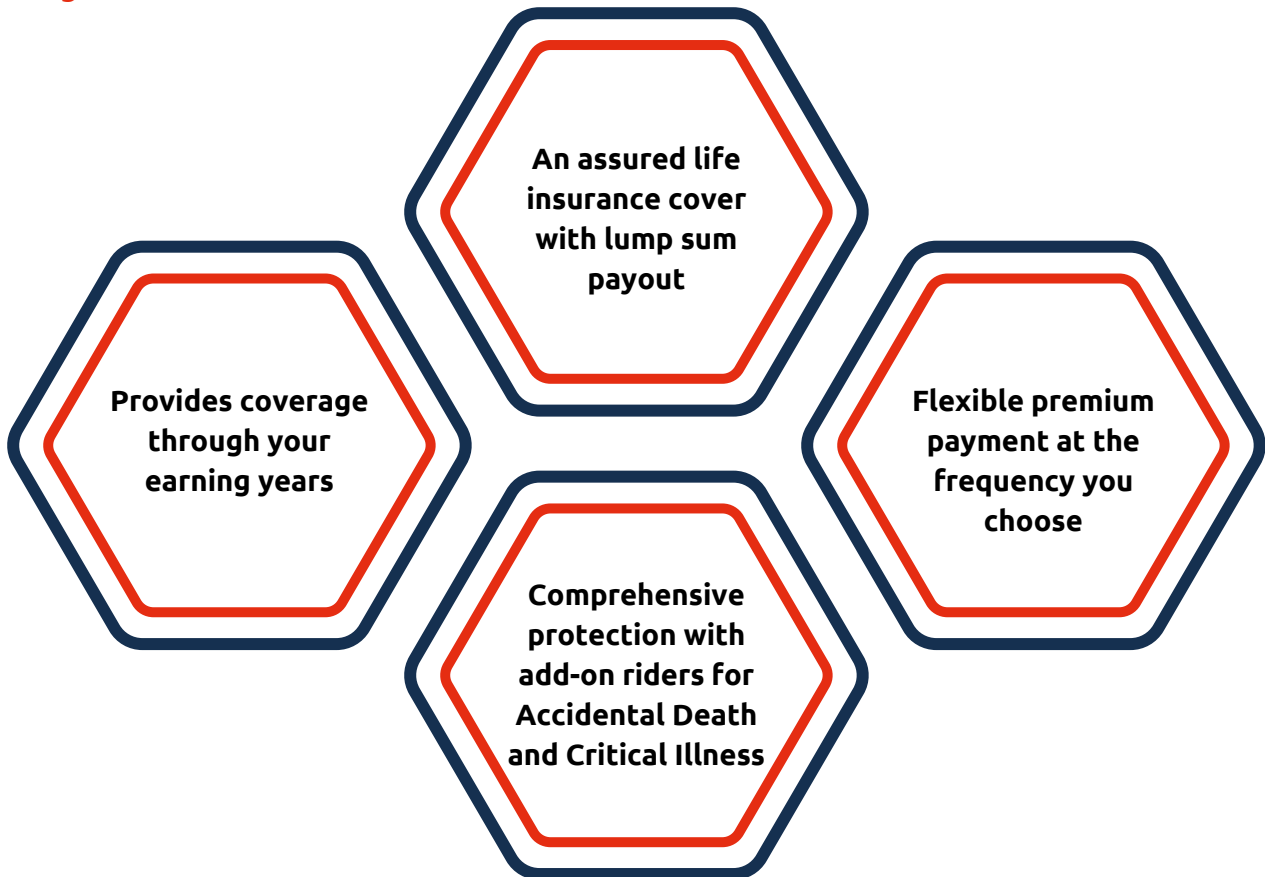 An assured life
insurance cover
with lump sum
payout
Provides coverage
through your
earning years
Flexible premium
payment at the
frequency you
choose
Comprehensive
protection with
add-on riders for
Accidental Death
and Critical Illness